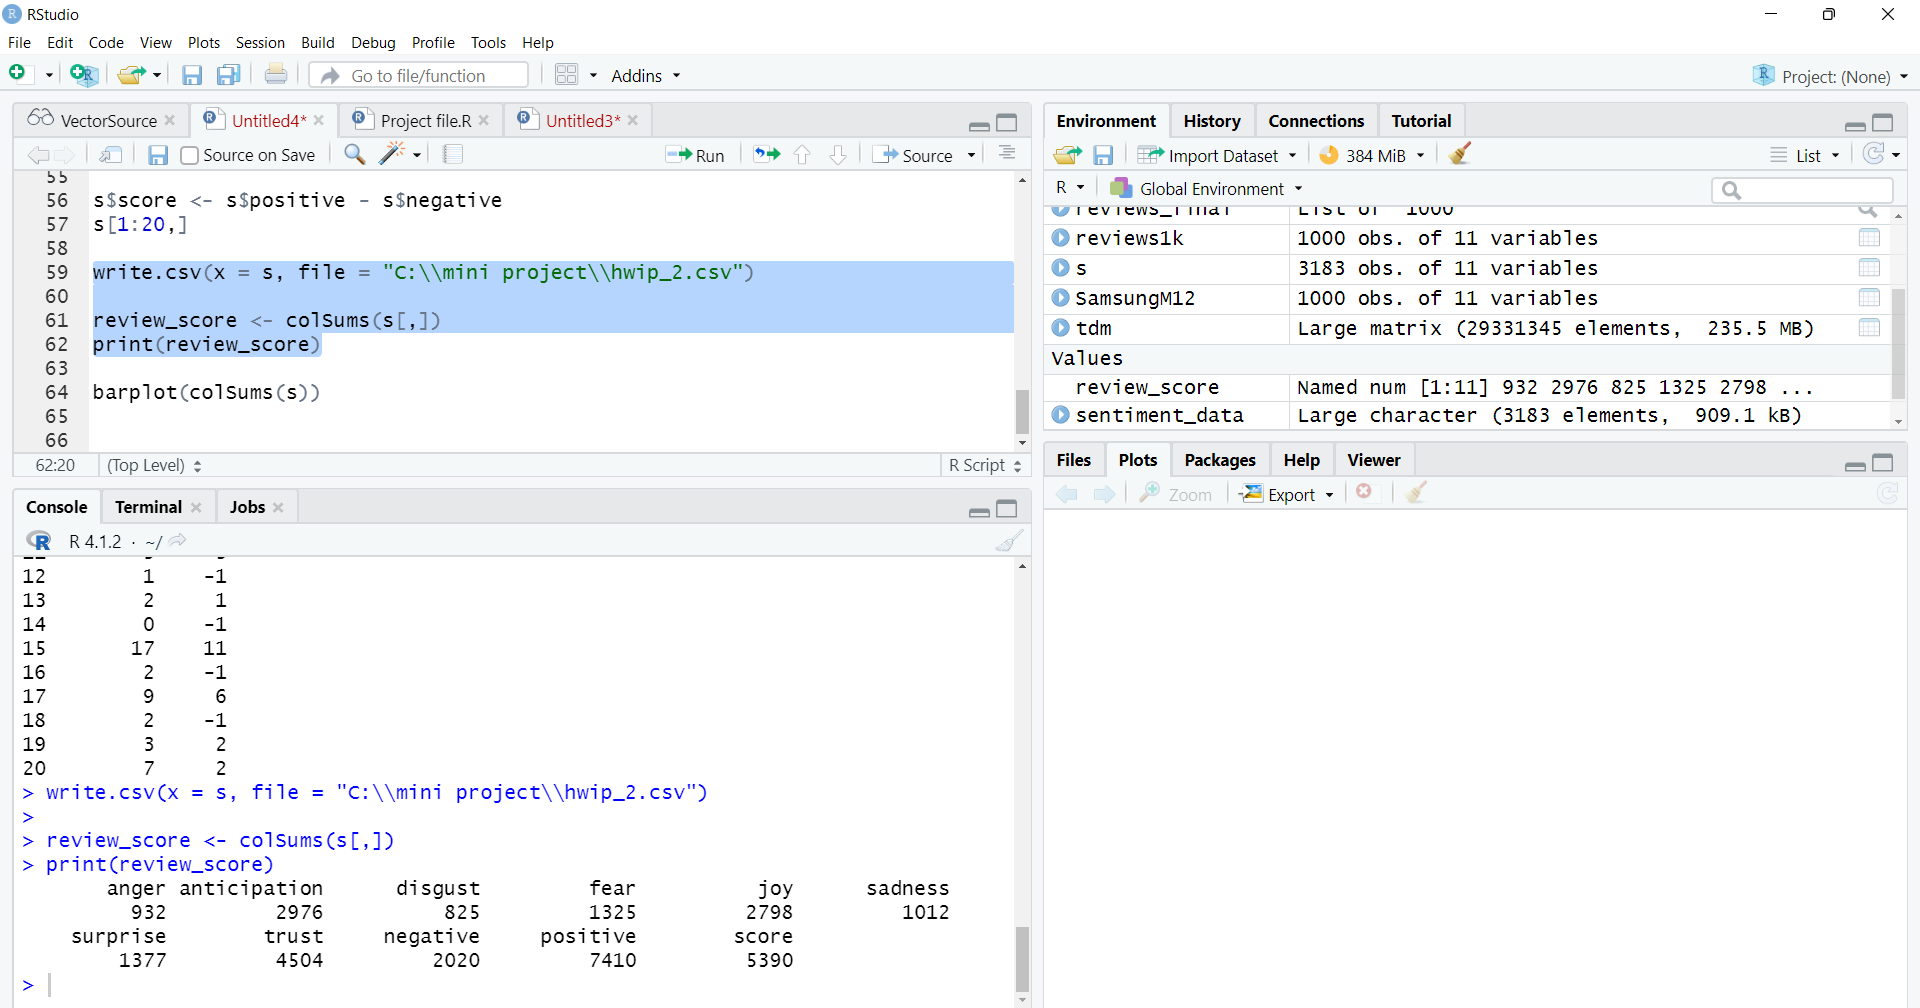 RStudio
File Edit Code View Plots Session Build Debug Profile Tools Help
Go to file/function Addins Project: (None)
VectorSource Untitled4* Project file.R Untitled3*
Source on Save Run Source
55
56 s$score <- s$positive - s$negative
57 s[1:20,]
58
59 write.csv(x = s, file = "C:\\mini project\\hwip_2.csv")
60
61 review_score <- colSums(s[,])
62 print(review_score)
63
64 barplot(colSums(s))
65
66
62:20 (Top Level) R Script
Console Terminal Jobs
R 4.1.2 · ~/
12 1 -1
13 2 1
14 0 -1
15 17 11
16 2 -1
17 9 6
18 2 -1
19 3 2
20 7 2
> write.csv(x = s, file = "C:\\mini project\\hwip_2.csv")
>
> review_score <- colSums(s[,])
> print(review_score)
anger anticipation disgust fear joy sadness
932 2976 825 1325 2798 1012
surprise trust negative positive score
1377 4504 2020 7410 5390
>
Environment History Connections Tutorial
Import Dataset 384 MiB List
R Global Environment
reviews_final List of 1000
reviews1k 1000 obs. of 11 variables
s 3183 obs. of 11 variables
SamsungM12 1000 obs. of 11 variables
tdm Large matrix (29331345 elements, 235.5 MB)
Values
review_score Named num [1:11] 932 2976 825 1325 2798 ...
sentiment_data Large character (3183 elements, 909.1 kB)
Files Plots Packages Help Viewer
Zoom Export